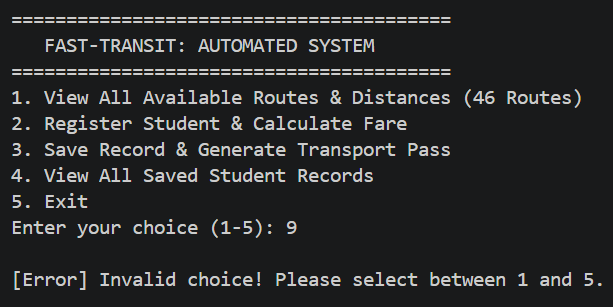 ========================================
FAST-TRANSIT: AUTOMATED SYSTEM
========================================
1. View All Available Routes & Distances (46 Routes)
2. Register Student & Calculate Fare
3. Save Record & Generate Transport Pass
4. View All Saved Student Records
5. Exit
Enter your choice (1-5): 9
[Error] Invalid choice! Please select between 1 and 5.